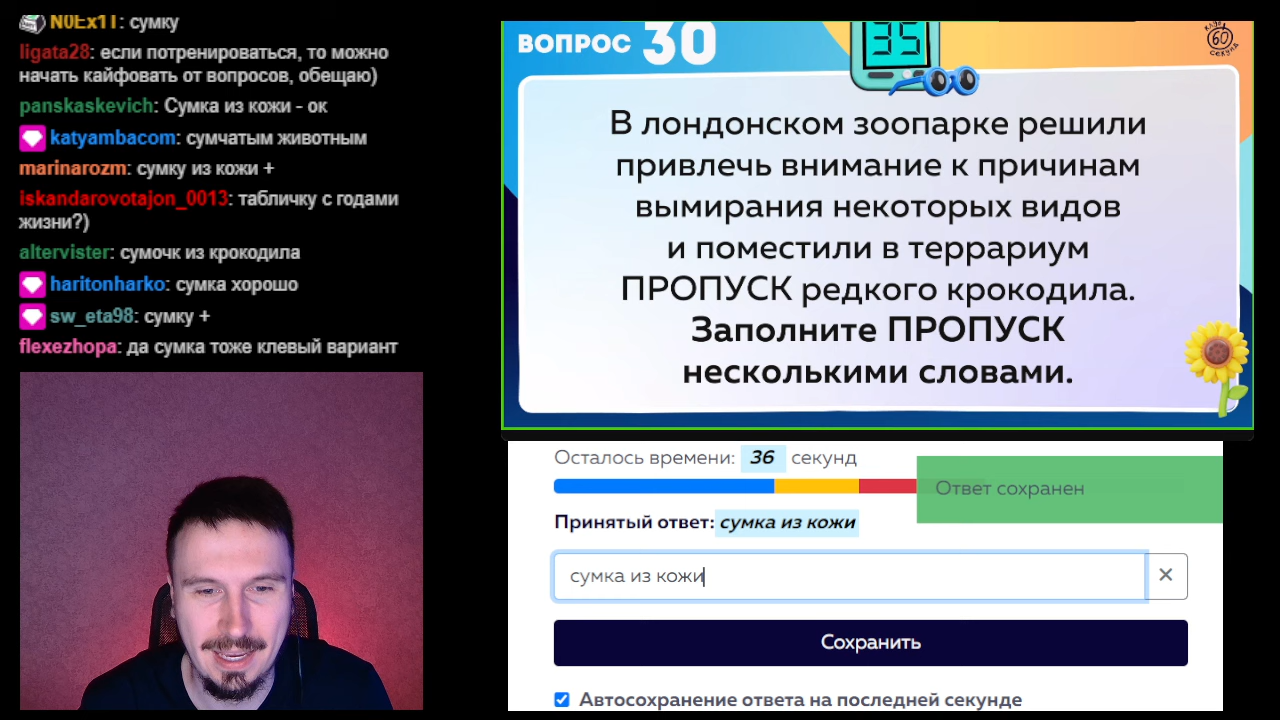 N0Ex1T: сумку
ligata28: если потренироваться, то можно
начать кайфовать от вопросов, обещаю)
panskaskevich: Сумка из кожи - ок
katyambacom: сумчатым животным
marinarozm: сумку из кожи +
iskandarovotajon_0013: табличку с годами
жизни?)
altervister: сумочк из крокодила
haritonharko: сумка хорошо
sw_eta98: сумку +
flexezhopa: да сумка тоже клевый вариант
ВОПРОС 30
35
КЛУБ
60
СЕКУНД
В лондонском зоопарке решили
привлечь внимание к причинам
вымирания некоторых видов
и поместили в террариум
ПРОПУСК редкого крокодила.
Заполните ПРОПУСК
несколькими словами.
Осталось времени: 36 секунд
Ответ сохранен
Принятый ответ: сумка из кожи
сумка из кожи
Сохранить
Автосохранение ответа на последней секунде